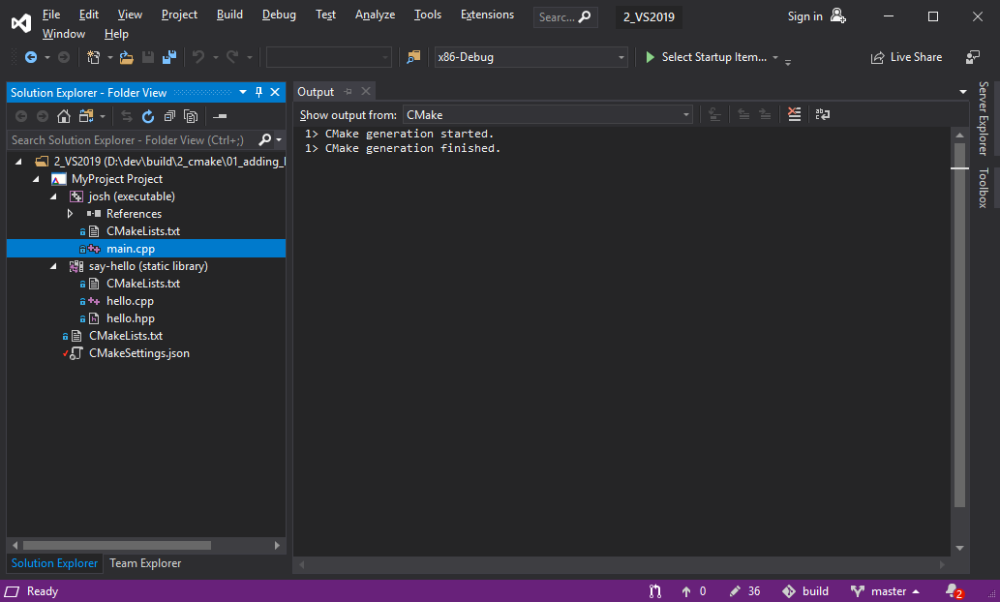 File Edit View Project Build Debug Test Analyze Tools Extensions Searc... 2_VS2019 Sign in
Window Help
x86-Debug Select Startup Item... Live Share
Solution Explorer - Folder View
Search Solution Explorer - Folder View (Ctrl+;)
2_VS2019 (D:\dev\build\2_cmake\01_adding_
MyProject Project
josh (executable)
References
CMakeLists.txt
main.cpp
say-hello (static library)
CMakeLists.txt
hello.cpp
hello.hpp
CMakeLists.txt
CMakeSettings.json
Solution Explorer Team Explorer
Output
Show output from: CMake
1> CMake generation started.
1> CMake generation finished.
Server Explorer
Toolbox
Ready 0 36 build master 2